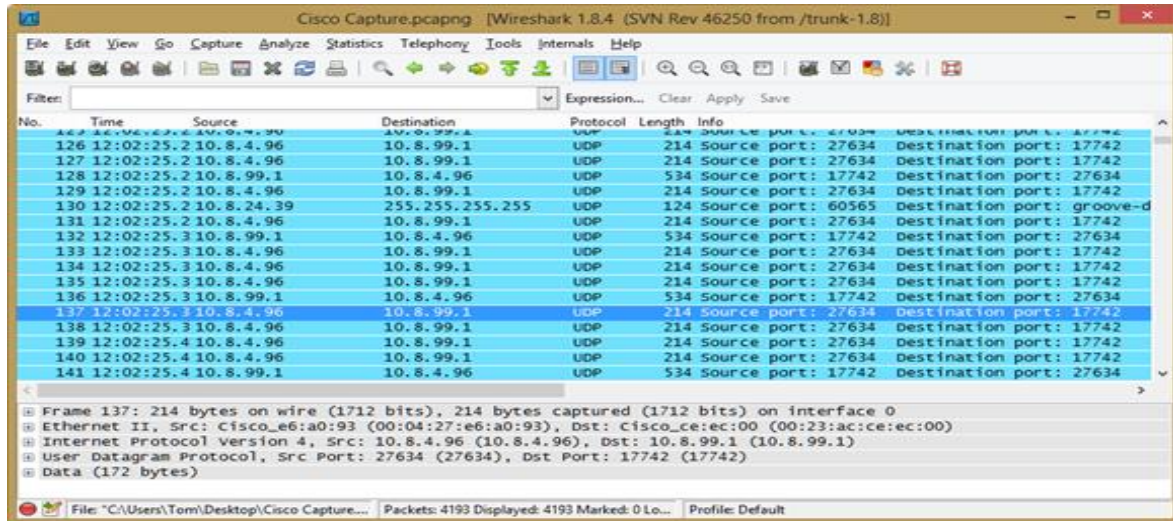 Cisco Capture.pcapng [Wireshark 1.8.4 (SVN Rev 46250 from /trunk-1.8)]
File Edit View Go Capture Analyze Statistics Telephony Tools Internals Help
Filter: Expression... Clear Apply Save
No. Time Source Destination Protocol Length Info
126 12:02:25.2 10.8.4.96 10.8.99.1 UDP 214 Source port: 27634 Destination port: 17742
127 12:02:25.2 10.8.4.96 10.8.99.1 UDP 214 Source port: 27634 Destination port: 17742
128 12:02:25.2 10.8.99.1 10.8.4.96 UDP 534 Source port: 17742 Destination port: 27634
129 12:02:25.2 10.8.4.96 10.8.99.1 UDP 214 Source port: 27634 Destination port: 17742
130 12:02:25.2 10.8.24.39 255.255.255.255 UDP 124 Source port: 60565 Destination port: groove-d
131 12:02:25.2 10.8.4.96 10.8.99.1 UDP 214 Source port: 27634 Destination port: 17742
132 12:02:25.3 10.8.99.1 10.8.4.96 UDP 534 Source port: 17742 Destination port: 27634
133 12:02:25.3 10.8.4.96 10.8.99.1 UDP 214 Source port: 27634 Destination port: 17742
134 12:02:25.3 10.8.4.96 10.8.99.1 UDP 214 Source port: 27634 Destination port: 17742
135 12:02:25.3 10.8.4.96 10.8.99.1 UDP 214 Source port: 27634 Destination port: 17742
136 12:02:25.3 10.8.99.1 10.8.4.96 UDP 534 Source port: 17742 Destination port: 27634
137 12:02:25.3 10.8.4.96 10.8.99.1 UDP 214 Source port: 27634 Destination port: 17742
138 12:02:25.3 10.8.4.96 10.8.99.1 UDP 214 Source port: 27634 Destination port: 17742
139 12:02:25.4 10.8.4.96 10.8.99.1 UDP 214 Source port: 27634 Destination port: 17742
140 12:02:25.4 10.8.4.96 10.8.99.1 UDP 214 Source port: 27634 Destination port: 17742
141 12:02:25.4 10.8.99.1 10.8.4.96 UDP 534 Source port: 17742 Destination port: 27634
Frame 137: 214 bytes on wire (1712 bits), 214 bytes captured (1712 bits) on interface 0
Ethernet II, Src: Cisco_e6:a0:93 (00:04:27:e6:a0:93), Dst: Cisco_ce:ec:00 (00:23:ac:ce:ec:00)
Internet Protocol Version 4, Src: 10.8.4.96 (10.8.4.96), Dst: 10.8.99.1 (10.8.99.1)
User Datagram Protocol, Src Port: 27634 (27634), Dst Port: 17742 (17742)
Data (172 bytes)
File: "C:\Users\Tom\Desktop\Cisco Capture.... Packets: 4193 Displayed: 4193 Marked: 0 Lo... Profile: Default